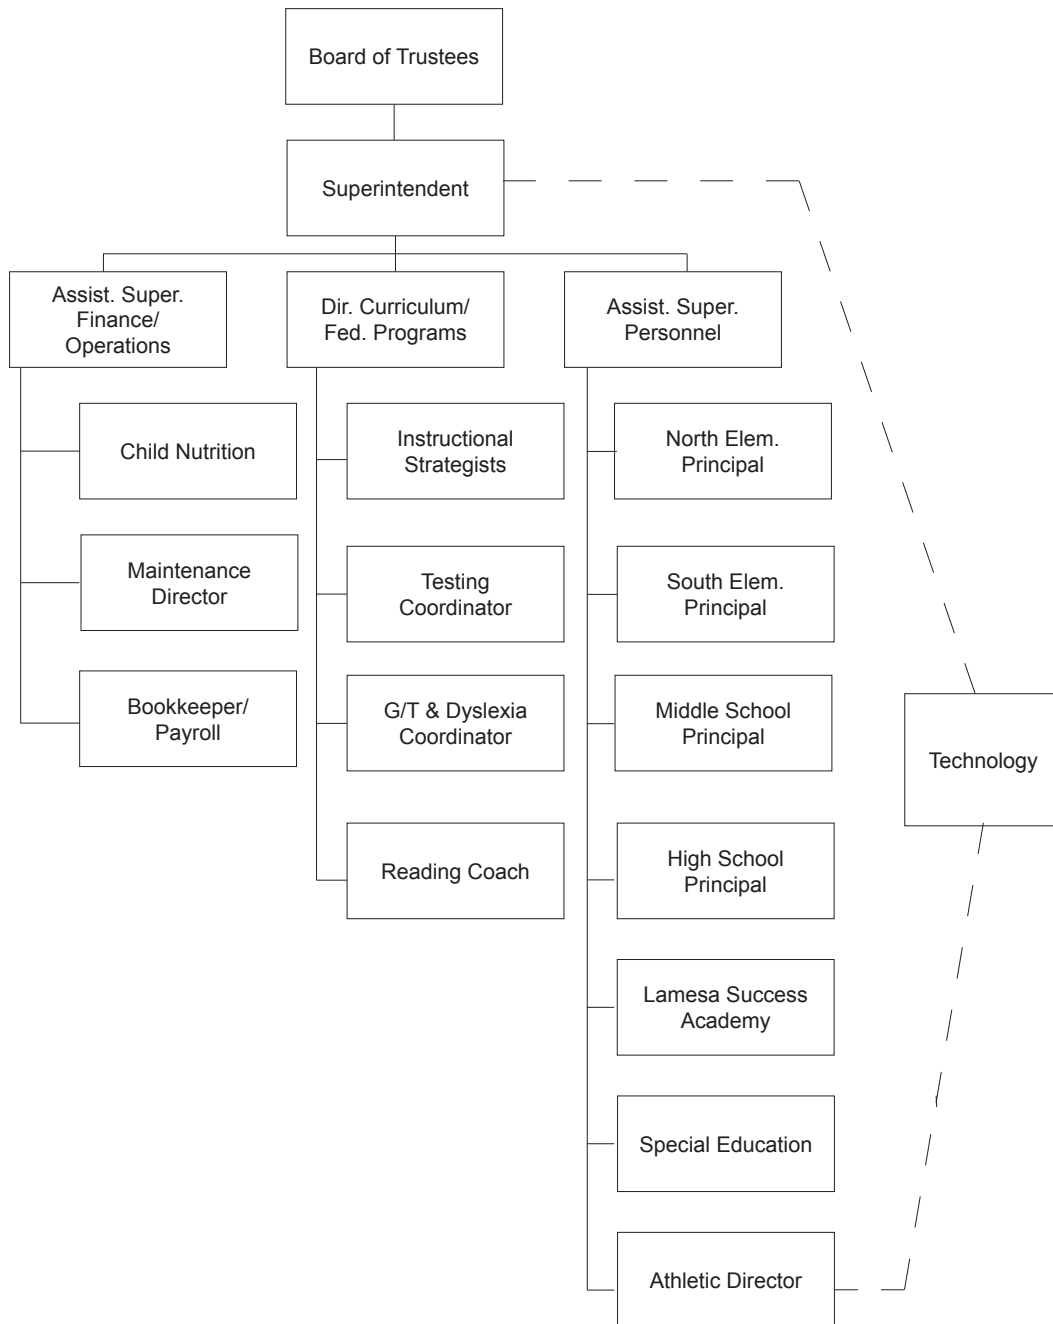 Board of Trustees
Superintendent
Assist. Super.
Finance/
Operations
Dir. Curriculum/
Fed. Programs
Assist. Super.
Personnel
Child Nutrition
Maintenance
Director
Bookkeeper/
Payroll
Instructional
Strategists
Testing
Coordinator
G/T & Dyslexia
Coordinator
Reading Coach
North Elem.
Principal
South Elem.
Principal
Middle School
Principal
High School
Principal
Lamesa Success
Academy
Special Education
Athletic Director
Technology